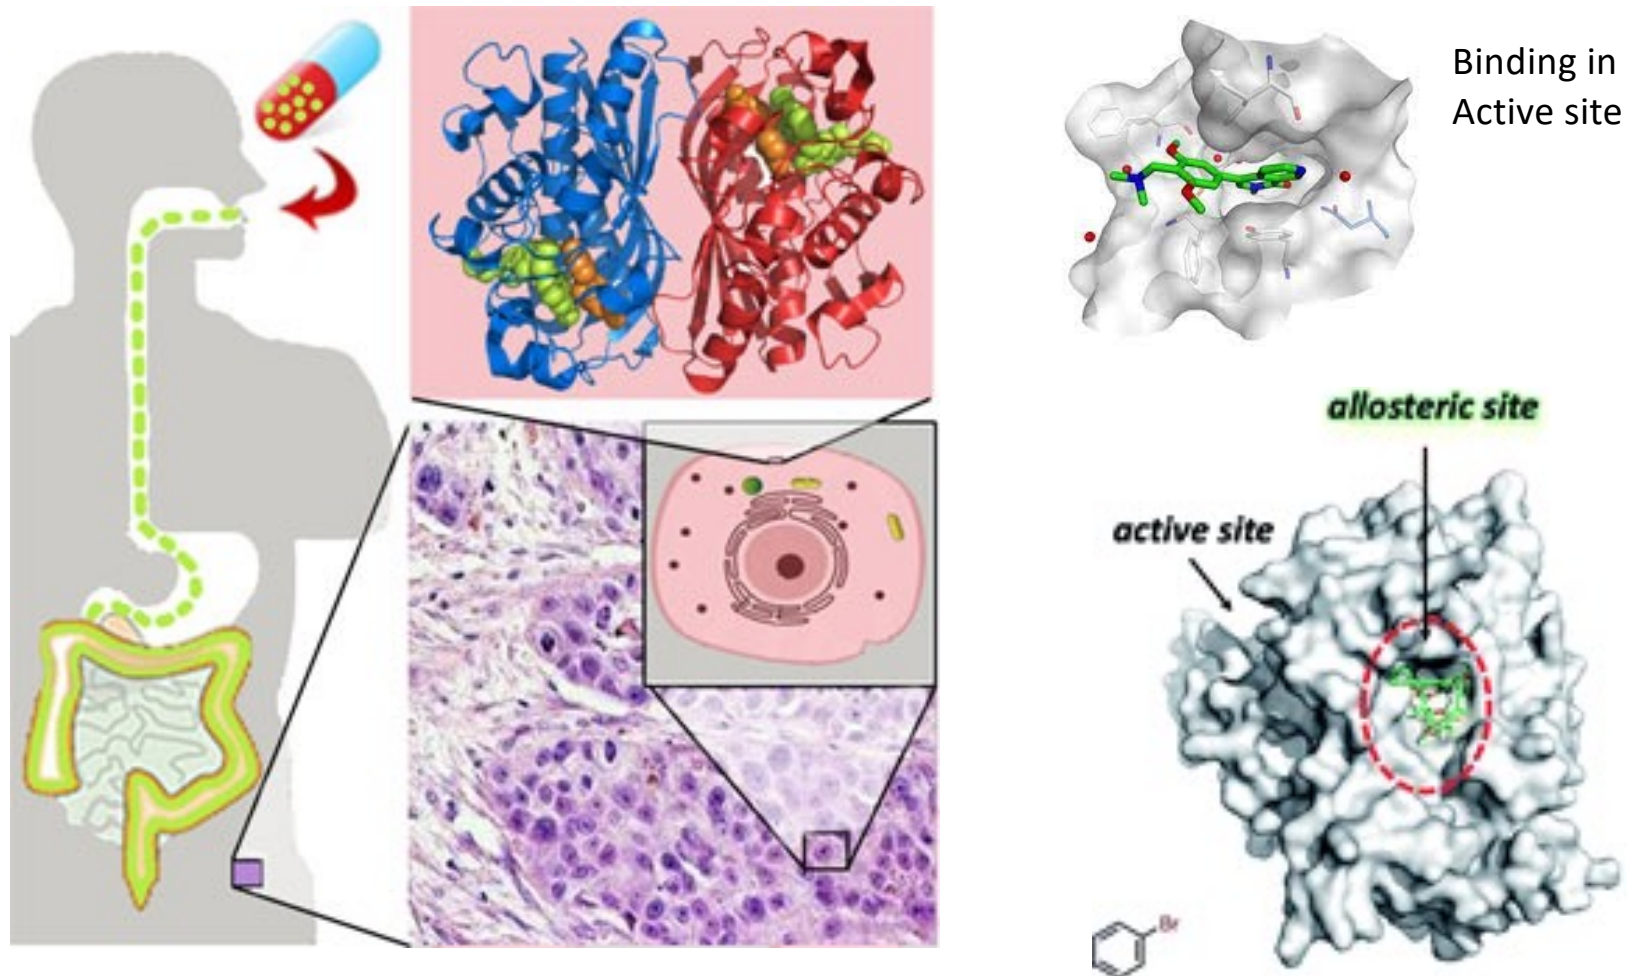 Binding in
Active site
allosteric site
active site
Br